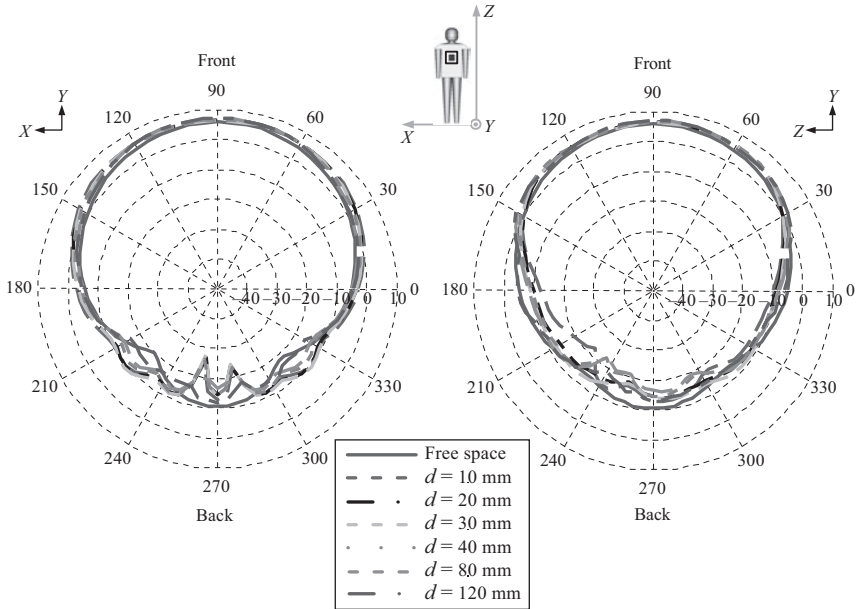 Z
Front
Front
90
90
Y
X
120
60
X
Y
120
60
Z
Y
150
30
150
30
180
–40 –30 –20 –10 0 10
0
180
–40 –30 –20 –10 0 10
0
210
330
210
330
240
300
240
300
270
270
Back
Back
Free space
d = 10 mm
d = 20 mm
d = 30 mm
d = 40 mm
d = 80 mm
d = 120 mm